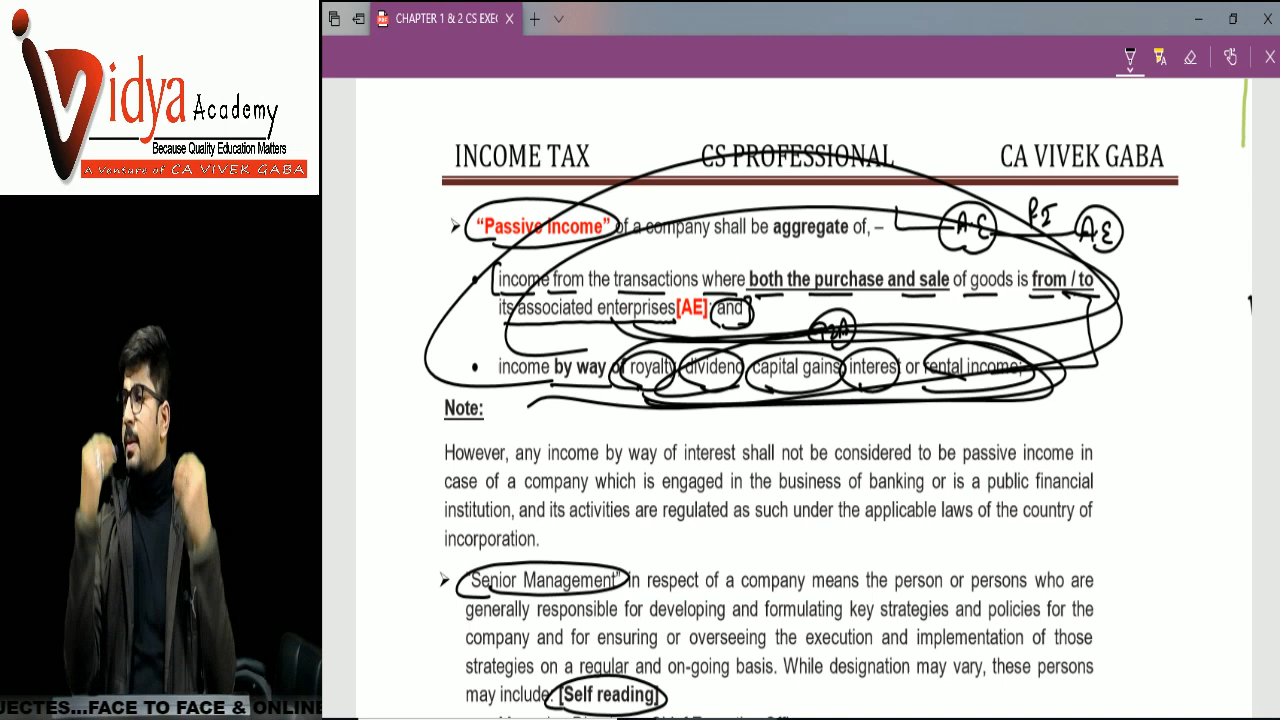 CHAPTER 1 & 2 CS EXE
Vidya
Academy
Because Quality Education Matters
A Venture of CA VIVEK GABA
INCOME TAX CS PROFESSIONAL CA VIVEK GABA
➢ "Passive income" of a company shall be aggregate of, –
A.E P.I A.E
• income from the transactions where both the purchase and sale of goods is from / to
its associated enterprises[AE]; and
• income by way of royalty, dividend, capital gains, interest or rental income;
Note:
However, any income by way of interest shall not be considered to be passive income in
case of a company which is engaged in the business of banking or is a public financial
institution, and its activities are regulated as such under the applicable laws of the country of
incorporation.
➢ "Senior Management" in respect of a company means the person or persons who are
generally responsible for developing and formulating key strategies and policies for the
company and for ensuring or overseeing the execution and implementation of those
strategies on a regular and on-going basis. While designation may vary, these persons
may include: [Self reading]
JECTES...FACE TO FACE & ONLINE